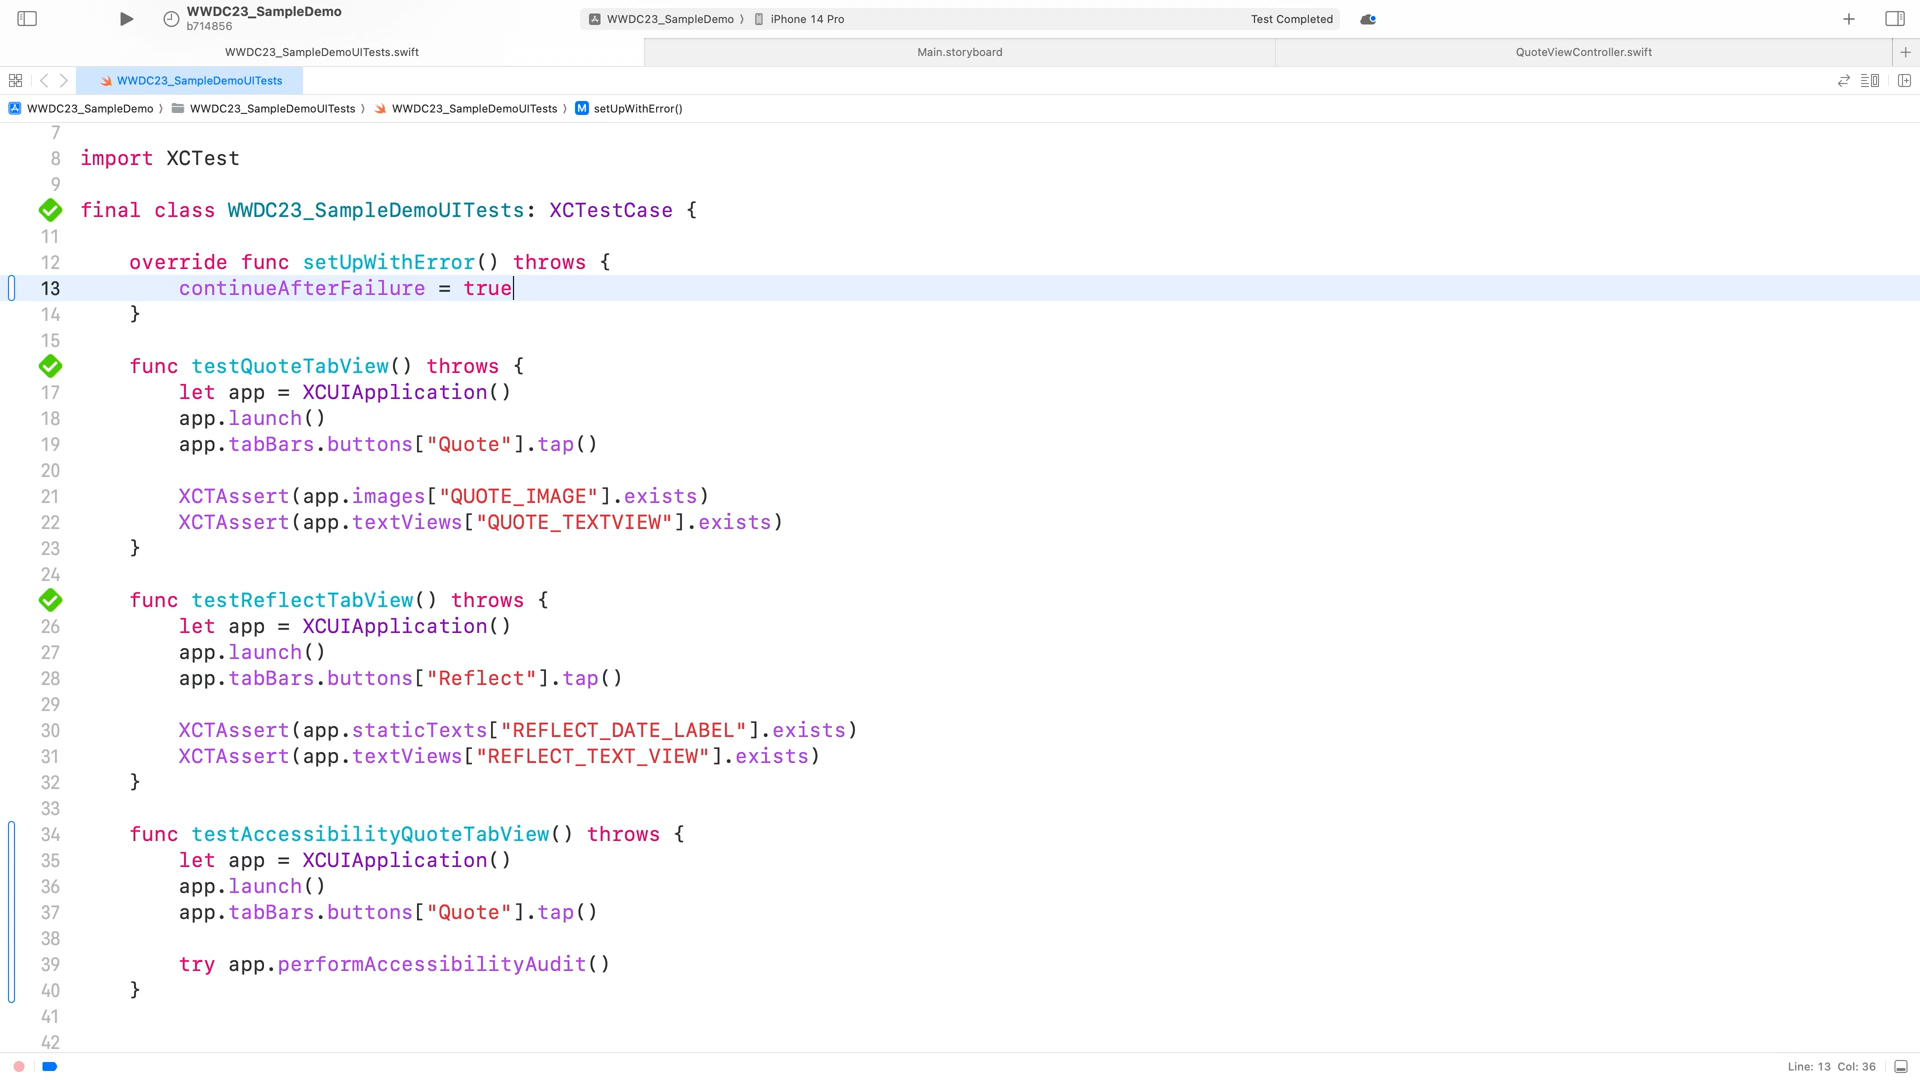 WWDC23_SampleDemo
b714856
WWDC23_SampleDemo 〉 iPhone 14 Pro
Test Completed
WWDC23_SampleDemoUITests.swift
Main.storyboard
QuoteViewController.swift
WWDC23_SampleDemoUITests
WWDC23_SampleDemo 〉 WWDC23_SampleDemoUITests 〉 WWDC23_SampleDemoUITests 〉 M setUpWithError()
7
8 import XCTest
9
final class WWDC23_SampleDemoUITests: XCTestCase {
11
12 override func setUpWithError() throws {
13 continueAfterFailure = true
14 }
15
func testQuoteTabView() throws {
17 let app = XCUIApplication()
18 app.launch()
19 app.tabBars.buttons["Quote"].tap()
20
21 XCTAssert(app.images["QUOTE_IMAGE"].exists)
22 XCTAssert(app.textViews["QUOTE_TEXTVIEW"].exists)
23 }
24
func testReflectTabView() throws {
26 let app = XCUIApplication()
27 app.launch()
28 app.tabBars.buttons["Reflect"].tap()
29
30 XCTAssert(app.staticTexts["REFLECT_DATE_LABEL"].exists)
31 XCTAssert(app.textViews["REFLECT_TEXT_VIEW"].exists)
32 }
33
34 func testAccessibilityQuoteTabView() throws {
35 let app = XCUIApplication()
36 app.launch()
37 app.tabBars.buttons["Quote"].tap()
38
39 try app.performAccessibilityAudit()
40 }
41
42
Line: 13 Col: 36